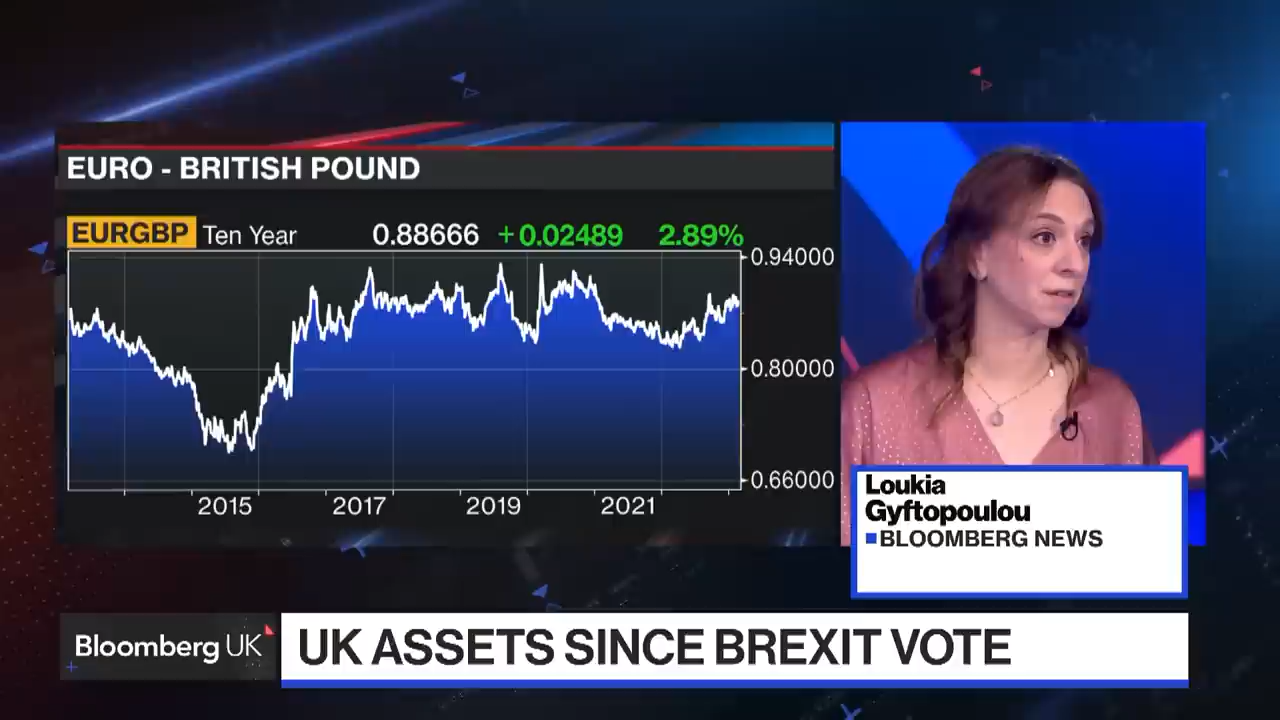 EURO - BRITISH POUND
EURGBP Ten Year 0.88666 +0.02489 2.89%
0.94000
0.80000
0.66000
2015 2017 2019 2021
Loukia
Gyftopoulou
BLOOMBERG NEWS
Bloomberg UK
UK ASSETS SINCE BREXIT VOTE